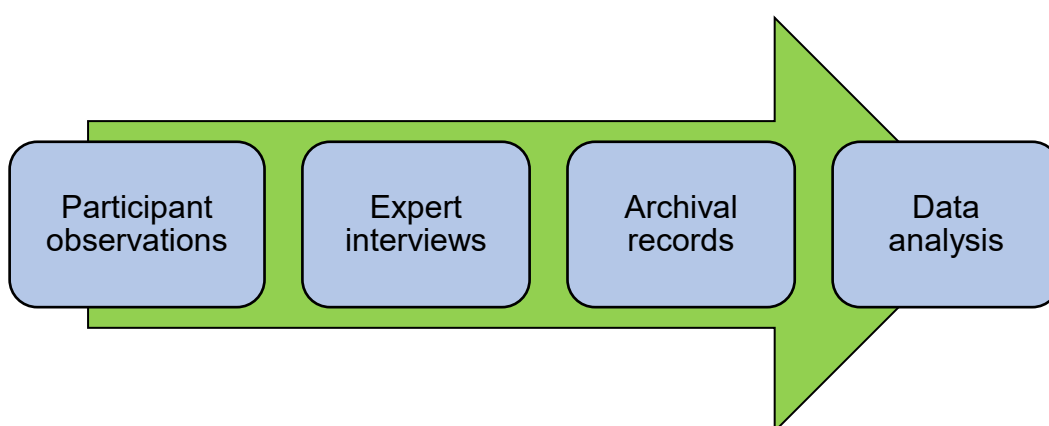 Participant
observations
Expert
interviews
Archival
records
Data
analysis